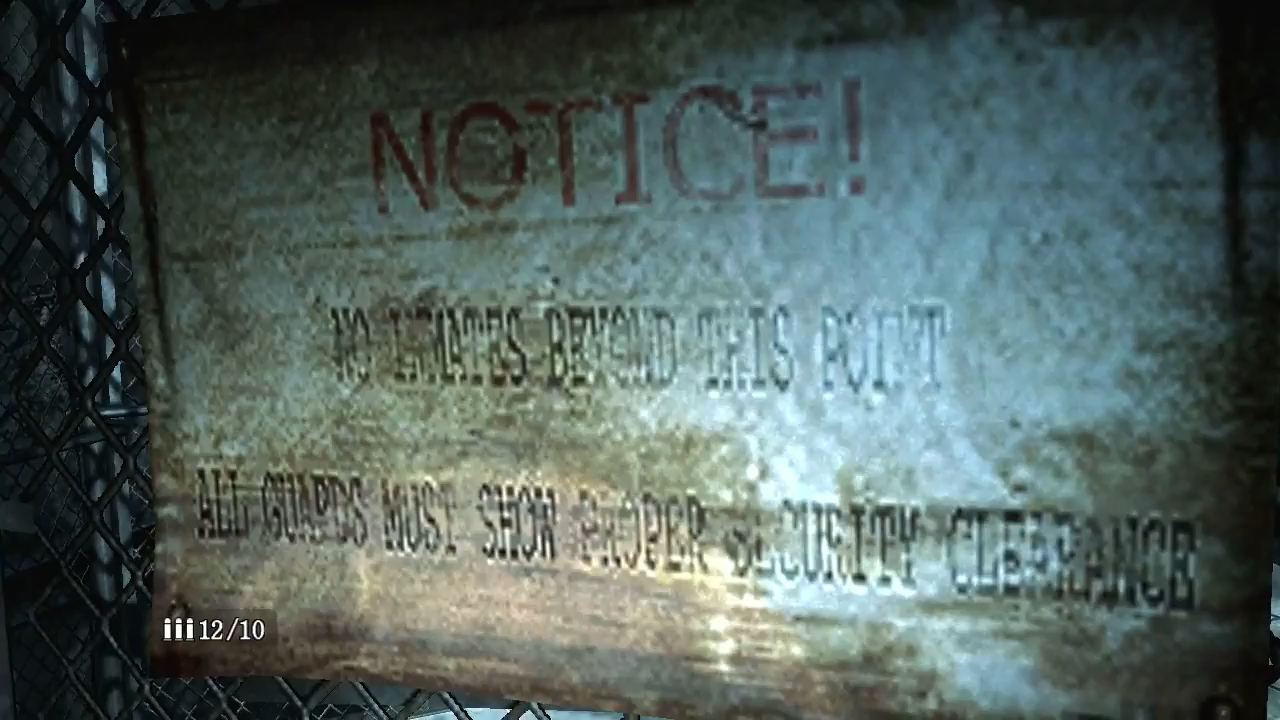 NOTICE!
NO INMATES BEYOND THIS POINT
ALL GUARDS MUST SHOW PROPER SECURITY CLEARANCE
12/10